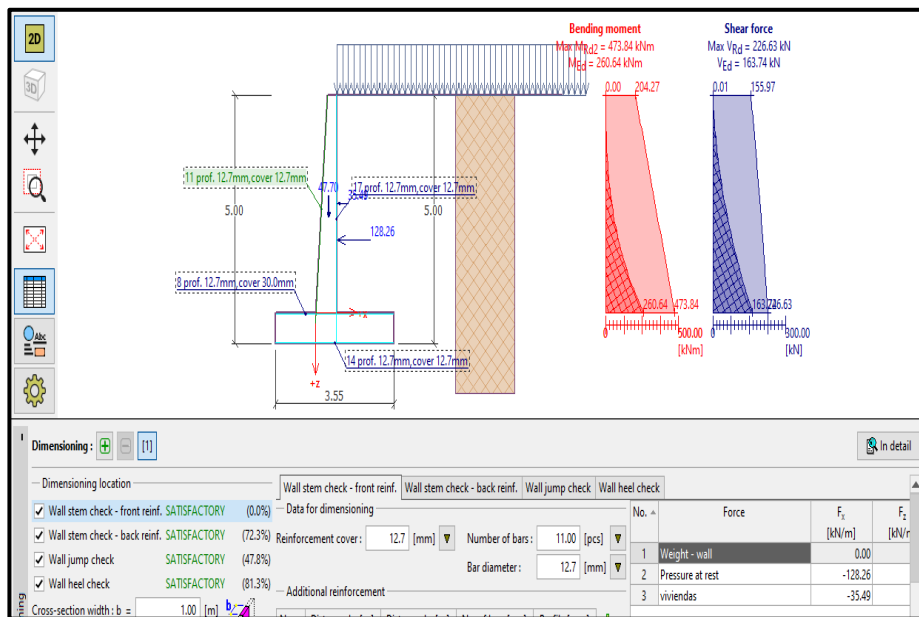 2D
3D
Abc
Bending moment
Max M_Rd2 = 473.84 kNm
M_Ed = 260.64 kNm
0.00 204.27
260.64 473.84
0 500.00
[kNm]
Shear force
Max V_Rd = 226.63 kN
V_Ed = 163.74 kN
0.01 155.97
226.63
0 300.00
[kN]
11 prof. 12.7mm,cover 12.7mm
47.70
17 prof. 12.7mm,cover 12.7mm
35.49
5.00
5.00
128.26
8 prof. 12.7mm,cover 30.0mm
+x
14 prof. 12.7mm,cover 12.7mm
+z
3.55
Dimensioning : [1]
In detail
Dimensioning location
Wall stem check - front reinf. SATISFACTORY (0.0%)
Wall stem check - back reinf. SATISFACTORY (72.3%)
Wall jump check SATISFACTORY (47.8%)
Wall heel check SATISFACTORY (81.3%)
Cross-section width : b = 1.00 [m] b
Wall stem check - front reinf. Wall stem check - back reinf. Wall jump check Wall heel check
Data for dimensioning
Reinforcement cover : 12.7 [mm] Number of bars : 11.00 [pcs]
Bar diameter : 12.7 [mm]
Additional reinforcement
No. Force F_x F_z
[kN/m] [kN/m
1 Weight - wall 0.00
2 Pressure at rest -128.26
3 viviendas -35.49